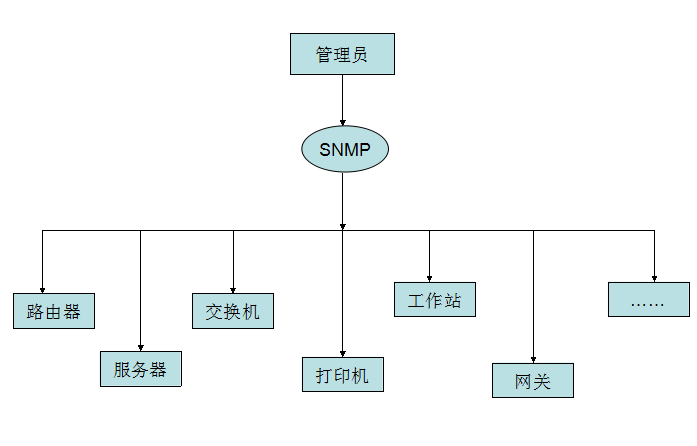 管理员
SNMP
路由器
服务器
交换机
打印机
工作站
网关
……